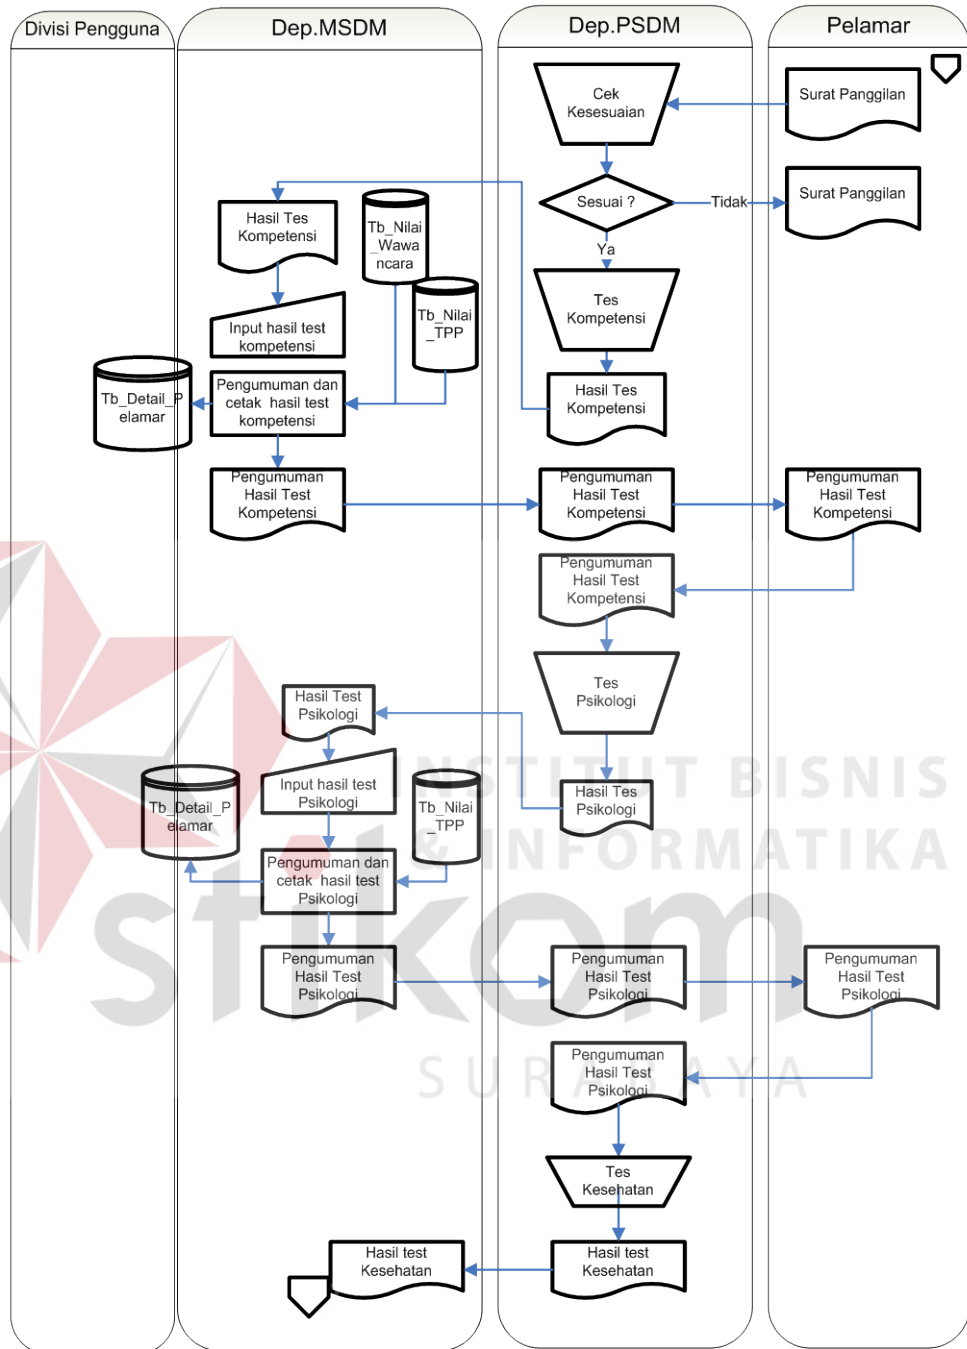 Divisi Pengguna
Dep.MSDM
Dep.PSDM
Pelamar
Cek
Kesesuaian
Surat Panggilan
Sesuai ?
Tidak
Surat Panggilan
Ya
Hasil Tes
Kompetensi
Tb_Nilai
_Wawa
ncara
Tb_Nilai
_TPP
Tes
Kompetensi
Input hasil test
kompetensi
Hasil Tes
Kompetensi
Tb_Detail_P
elamar
Pengumuman dan
cetak hasil test
kompetensi
Pengumuman
Hasil Test
Kompetensi
Pengumuman
Hasil Test
Kompetensi
Pengumuman
Hasil Test
Kompetensi
Pengumuman
Hasil Test
Kompetensi
Tes
Psikologi
Hasil Test
Psikologi
Input hasil test
Psikologi
Hasil Tes
Psikologi
Tb_Detail_P
elamar
Tb_Nilai
_TPP
Pengumuman dan
cetak hasil test
Psikologi
Pengumuman
Hasil Test
Psikologi
Pengumuman
Hasil Test
Psikologi
Pengumuman
Hasil Test
Psikologi
Pengumuman
Hasil Test
Psikologi
Tes
Kesehatan
Hasil test
Kesehatan
Hasil test
Kesehatan
INSTITUT BISNIS
& INFORMATIKA
stikom
SURABAYA